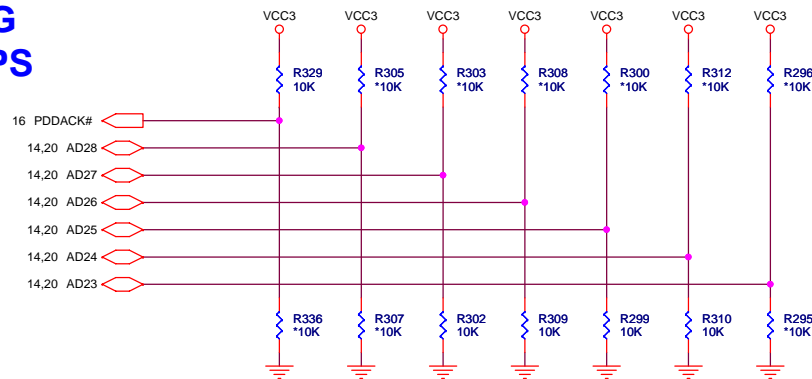 G
PS
VCC3 VCC3 VCC3 VCC3 VCC3 VCC3 VCC3
R329 R305 R303 R308 R300 R312 R296
10K *10K *10K *10K *10K *10K *10K
16 PDDACK#
14,20 AD28
14,20 AD27
14,20 AD26
14,20 AD25
14,20 AD24
14,20 AD23
R336 R307 R302 R309 R299 R310 R295
*10K *10K 10K 10K 10K 10K *10K